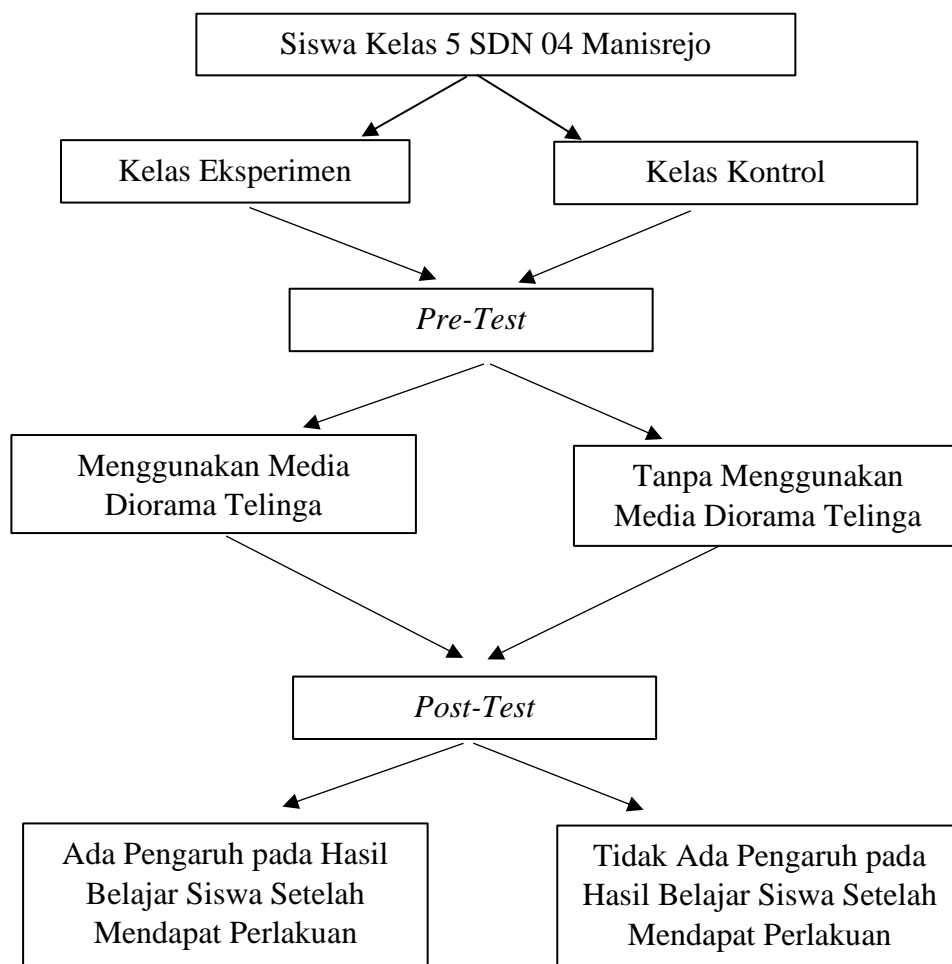 Siswa Kelas 5 SDN 04 Manisrejo
Kelas Eksperimen
Kelas Kontrol
Pre-Test
Menggunakan Media
Diorama Telinga
Tanpa Menggunakan
Media Diorama Telinga
Post-Test
Ada Pengaruh pada Hasil
Belajar Siswa Setelah
Mendapat Perlakuan
Tidak Ada Pengaruh pada
Hasil Belajar Siswa Setelah
Mendapat Perlakuan